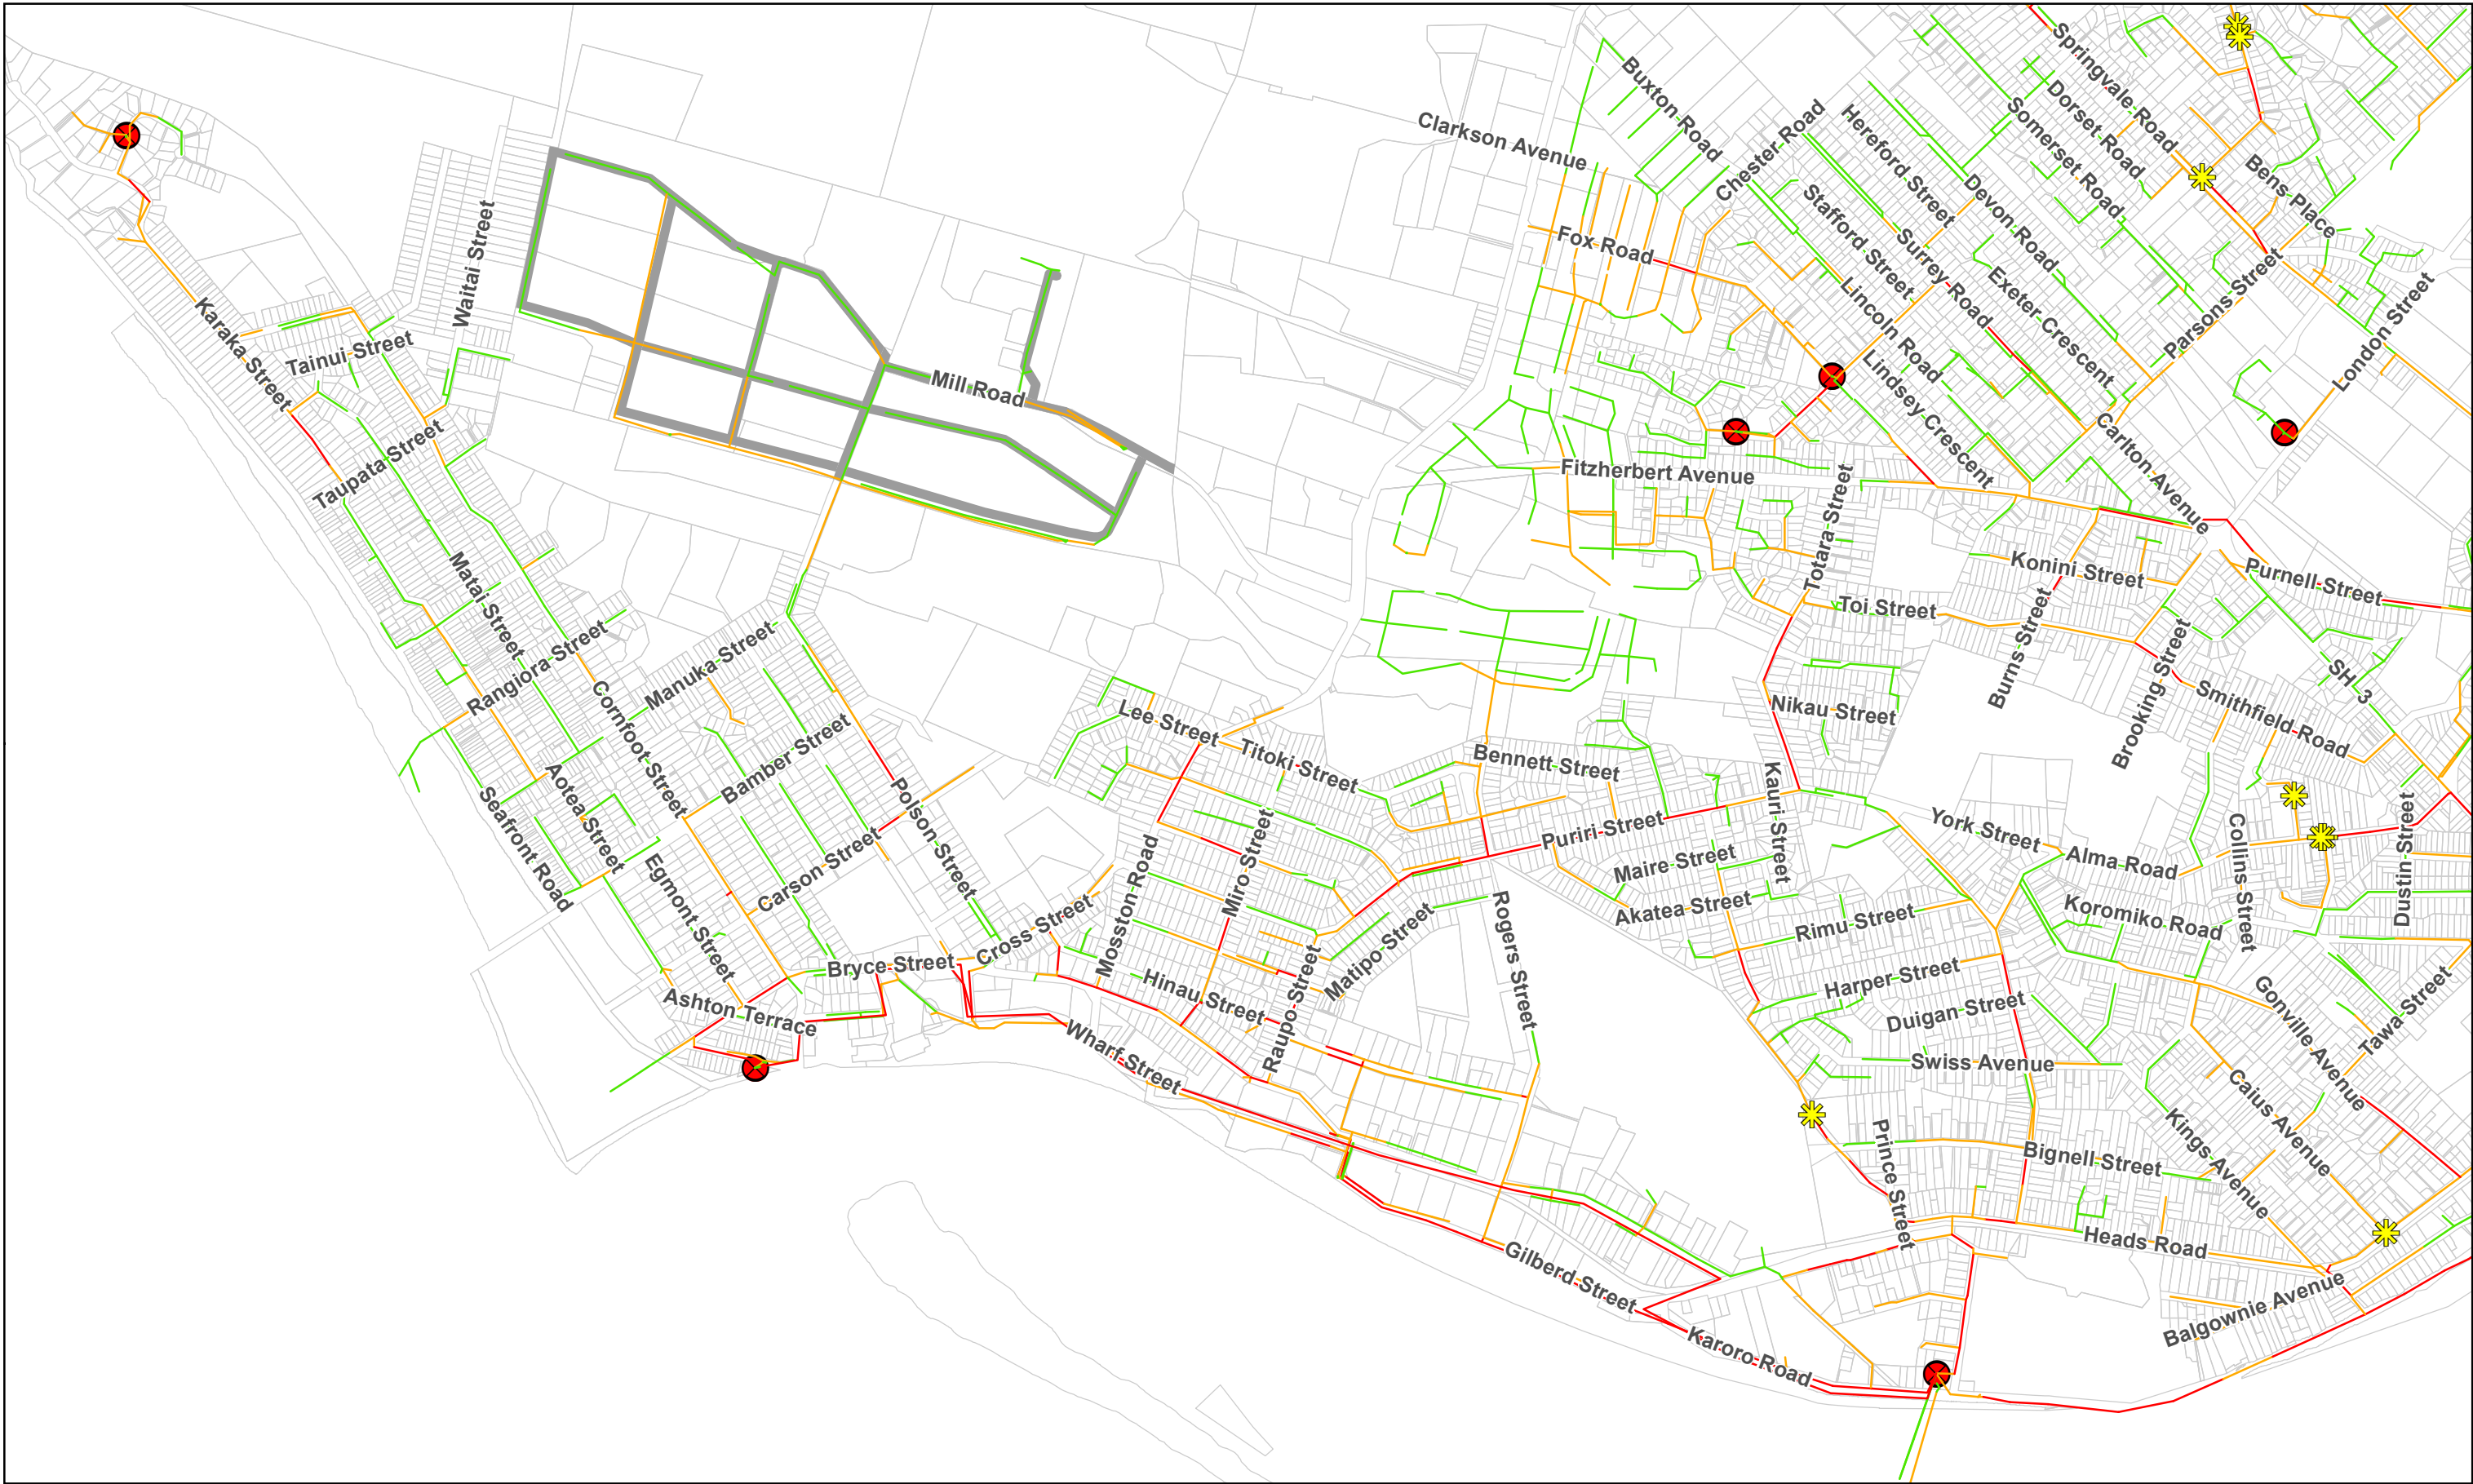 Springvale Road
Buxton Road
Dorset Road
Clarkson Avenue
Chester Road
Hereford Street
Somerset Road
Bens Place
Waitai Street
Stafford Street
Devon Road
Fox Road
Surrey Road
Exeter Crescent
Parsons Street
London Street
Lincoln Road
Karaka Street
Tainui Street
Mill Road
Lindsey Crescent
Carlton Avenue
Taupata Street
Fitzherbert Avenue
Totara Street
Konini Street
Purnell Street
Matai Street
Toi Street
Burns Street
Rangiora Street
Manuka Street
Brooking Street
SH 3
Cornfoot Street
Lee Street
Nikau Street
Smithfield Road
Titoki Street
Bennett Street
Bamber Street
Kauri Street
Seafront Road
Aotea Street
Polson Street
Puriri Street
York Street
Alma Road
Collins Street
Dustin Street
Egmont Street
Carson Street
Miro Street
Maire Street
Akatea Street
Koromiko Road
Mosston Road
Cross Street
Rogers Street
Rimu Street
Matipo Street
Bryce Street
Hinau Street
Raupo Street
Harper Street
Duigan Street
Gonville Avenue
Tawa Street
Ashton Terrace
Wharf Street
Swiss Avenue
Caius Avenue
Prince Street
Bignell Street
Kings Avenue
Heads Road
Gilberd Street
Balgownie Avenue
Karoro Road